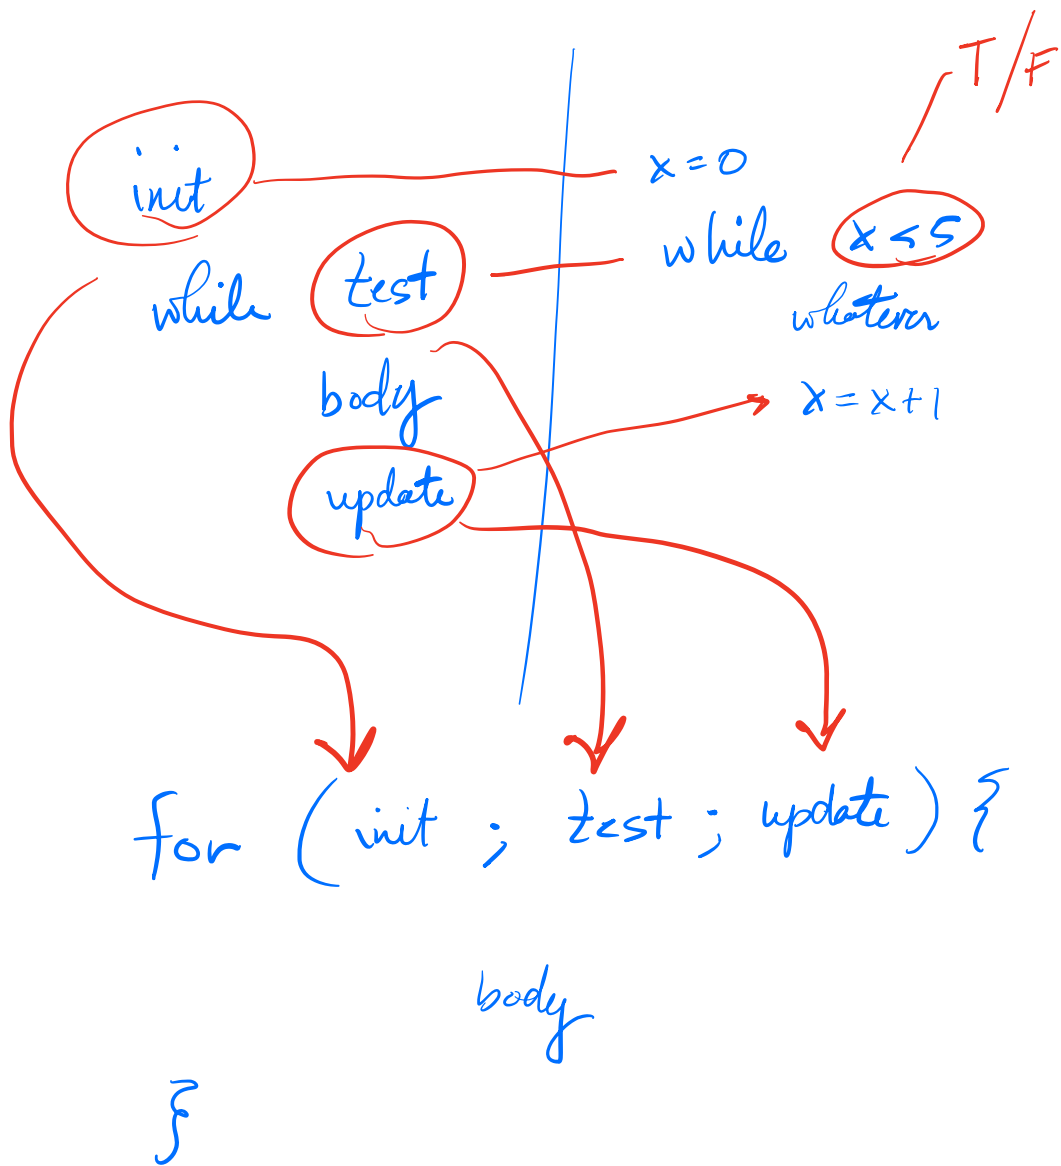 T/F
init
while test
body
update
x = 0
while x < 5
whatever
x = x + 1
for ( init ; test ; update ) {
body
}